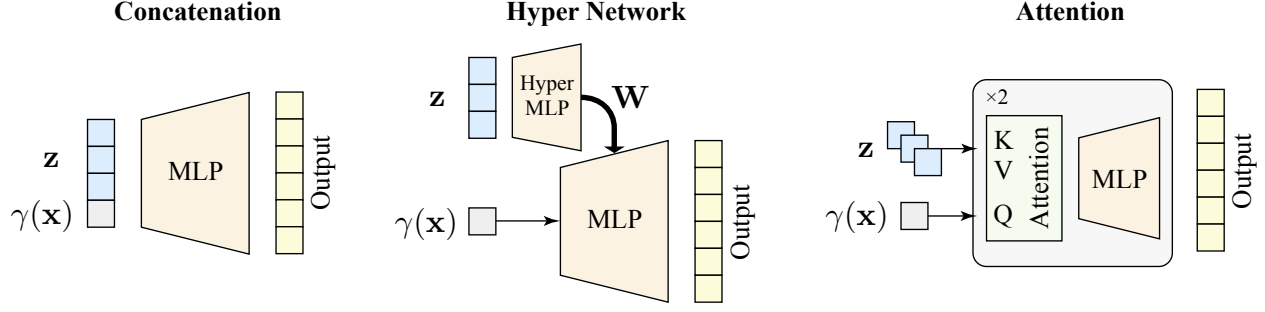 Concatenation
z
γ(x)
MLP
Output
Hyper Network
z
Hyper
MLP
W
γ(x)
MLP
Output
Attention
×2
z
K
V
γ(x)
Q
Attention
MLP
Output